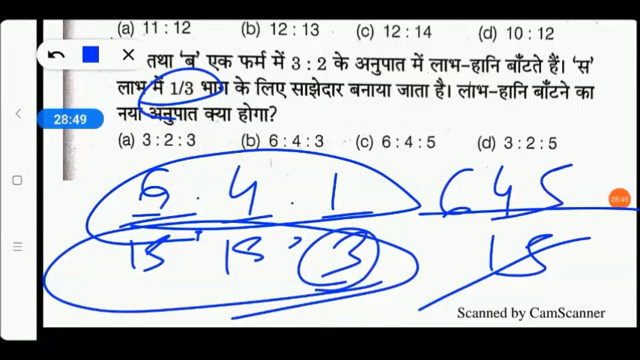 (a) 11 : 12 (b) 12 : 13 (c) 12 : 14 (d) 10 : 12
तथा 'ब' एक फर्म में 3 : 2 के अनुपात में लाभ-हानि बाँटते हैं। 'स'
लाभ में 1/3 भाग के लिए साझेदार बनाया जाता है। लाभ-हानि बाँटने का
नया अनुपात क्या होगा?
28:49
(a) 3 : 2 : 3 (b) 6 : 4 : 3 (c) 6 : 4 : 5 (d) 3 : 2 : 5
6 . 4 . 1 6 4 5
28:49
15 , 15 , 3 15
Scanned by CamScanner